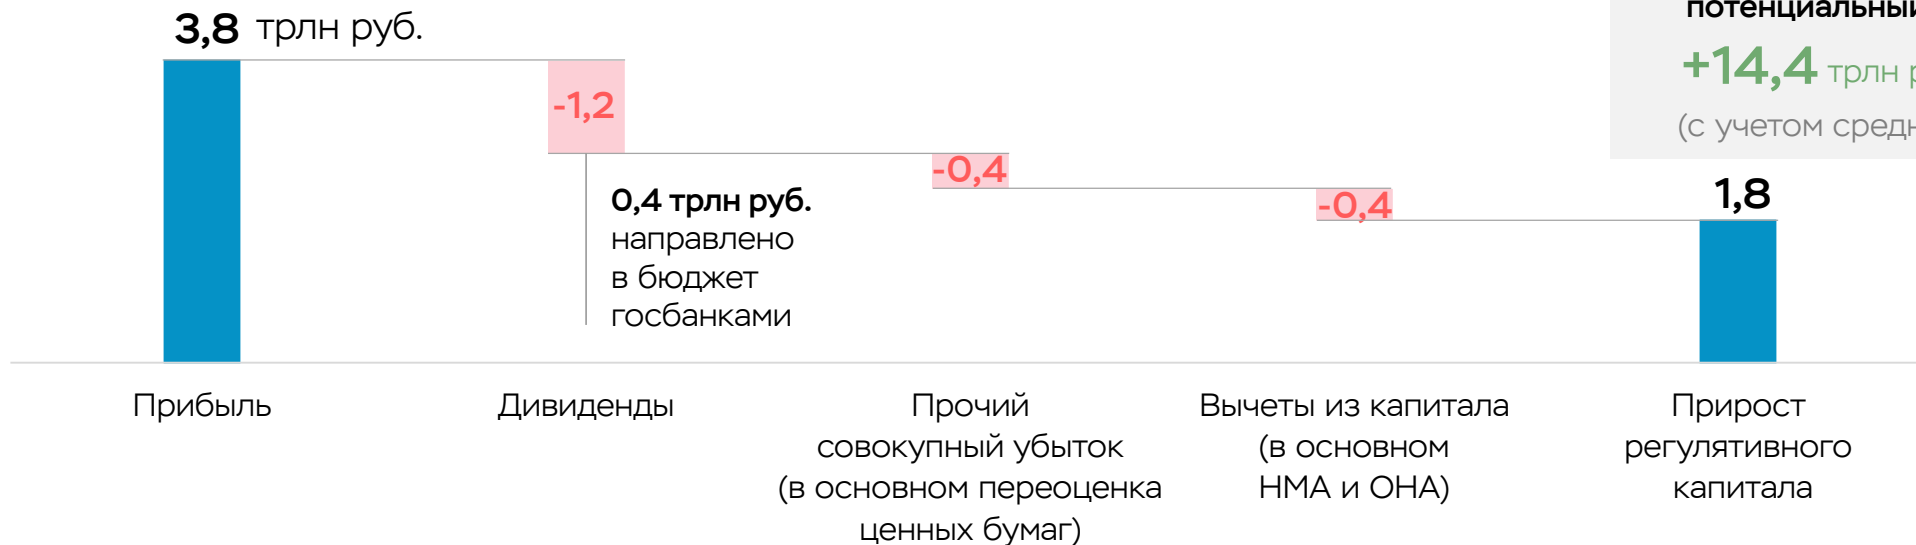 3,8 трлн руб.
-1,2
-0,4
-0,4
1,8
0,4 трлн руб.
направлено
в бюджет
госбанками
потенциальный
+14,4 трлн
(с учетом
Прибыль
Дивиденды
Прочий
совокупный убыток
(в основном переоценка
ценных бумаг)
Вычеты из капитала
(в основном
НМА и ОНА)
Прирост
регулятивного
капитала